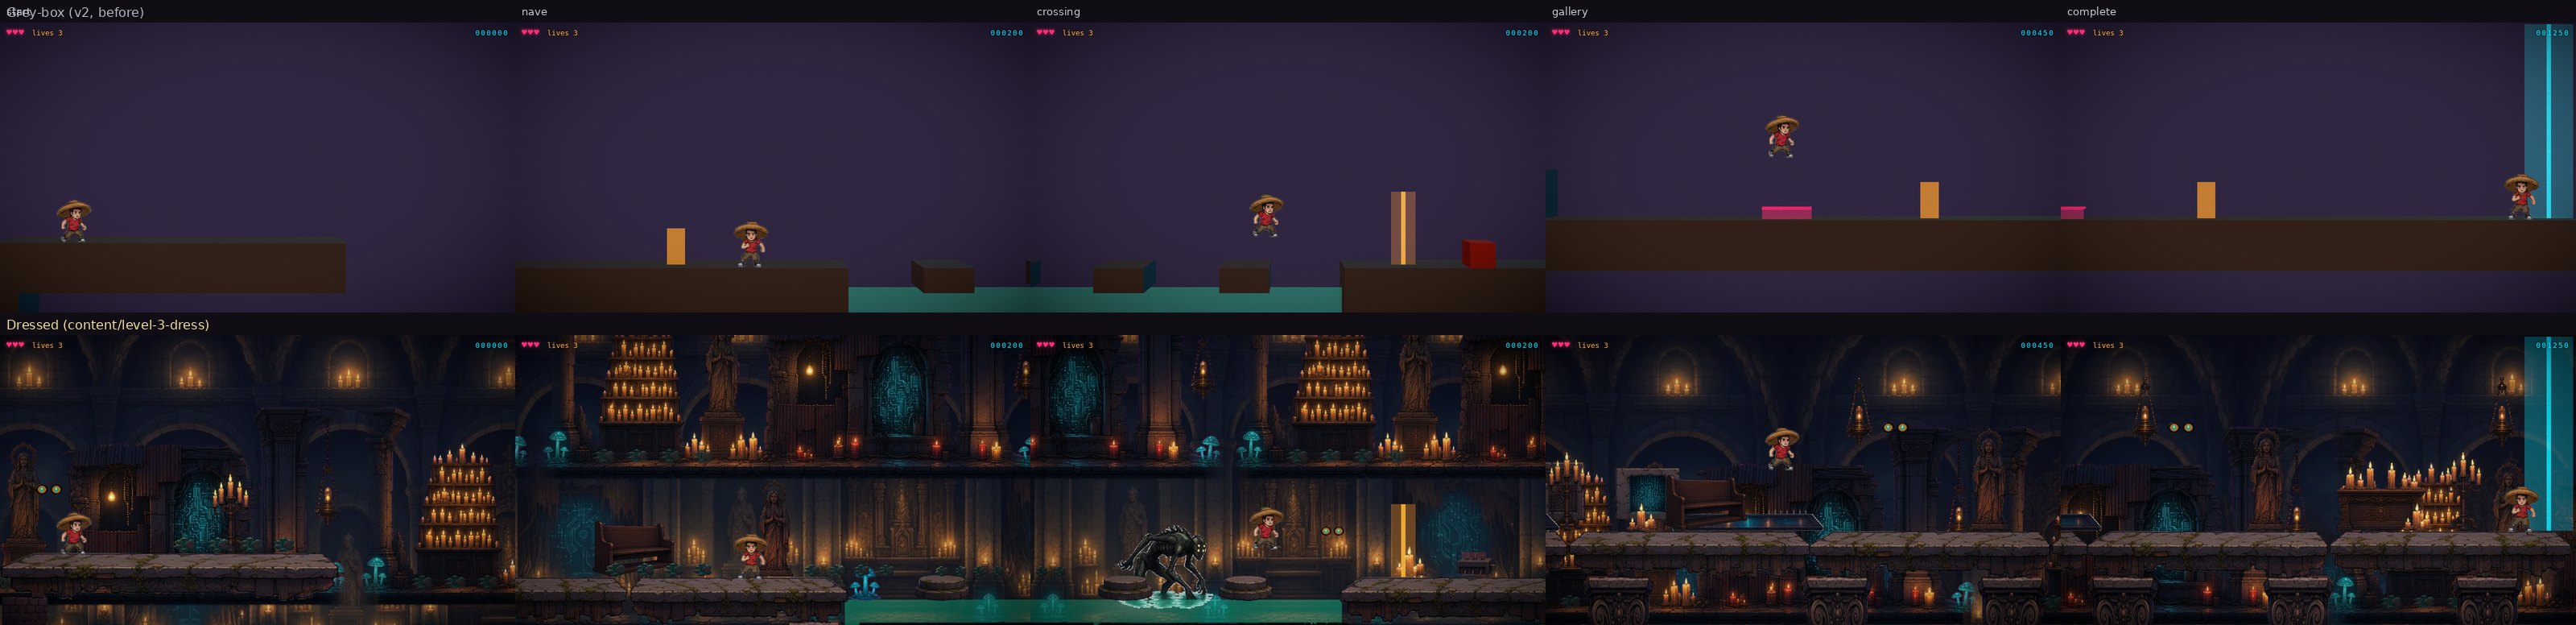 Grey-box (v2, before)
nave
crossing
gallery
complete
♥♥♥ lives 3 000000
♥♥♥ lives 3 000200
♥♥♥ lives 3 000200
♥♥♥ lives 3 000450
♥♥♥ lives 3 001250
Dressed (content/level-3-dress)
♥♥♥ lives 3 000000
♥♥♥ lives 3 000200
♥♥♥ lives 3 000200
♥♥♥ lives 3 000450
♥♥♥ lives 3 001250